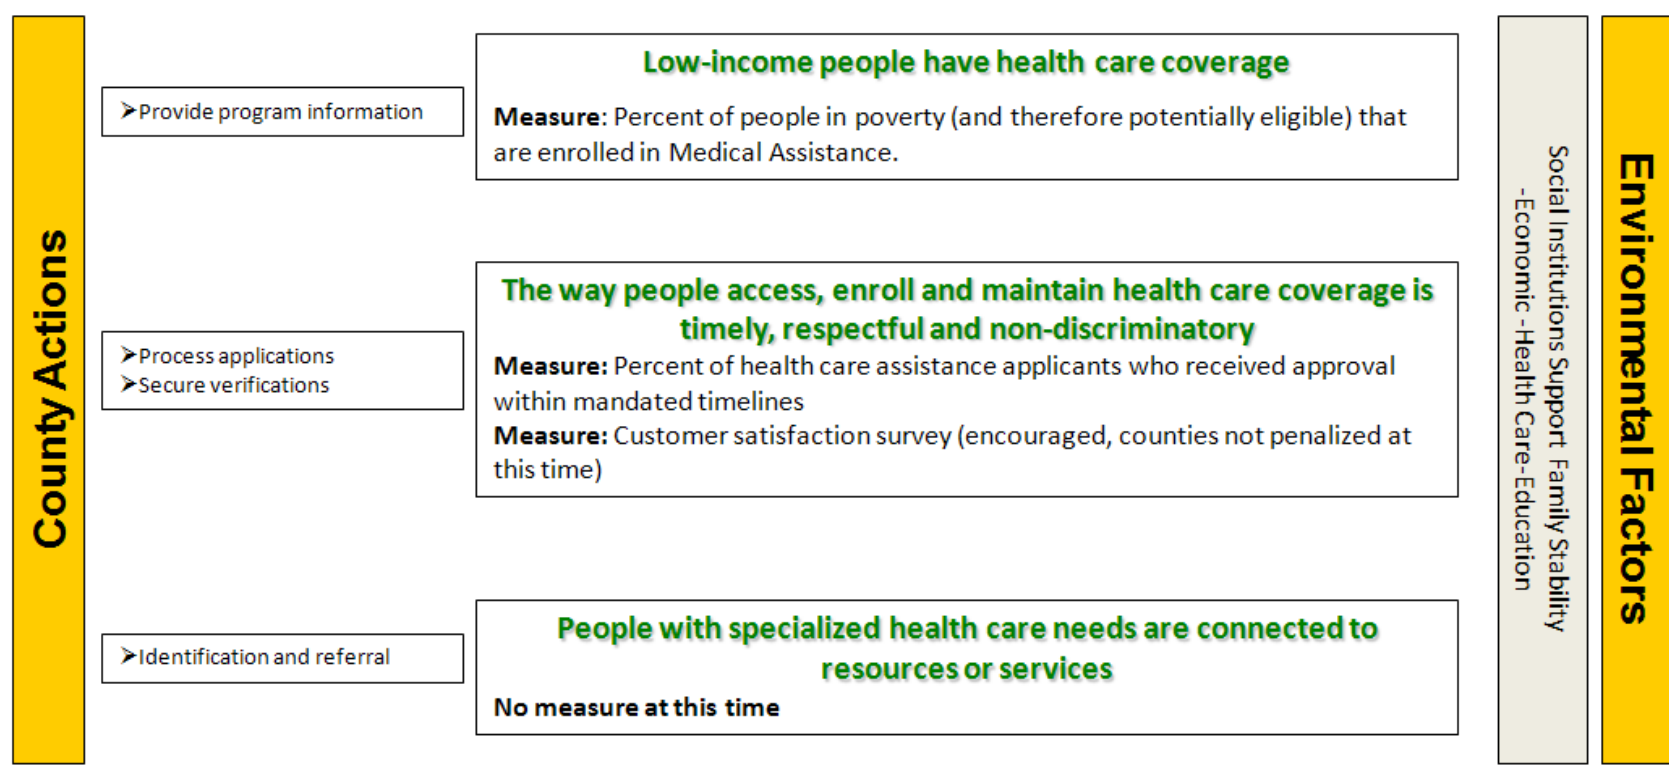 County Actions
➢Provide program information
Low-income people have health care coverage
Measure: Percent of people in poverty (and therefore potentially eligible) that
are enrolled in Medical Assistance.
➢Process applications
➢Secure verifications
The way people access, enroll and maintain health care coverage is
timely, respectful and non-discriminatory
Measure: Percent of health care assistance applicants who received approval
within mandated timelines
Measure: Customer satisfaction survey (encouraged, counties not penalized at
this time)
➢Identification and referral
People with specialized health care needs are connected to
resources or services
No measure at this time
Social Institutions Support Family Stability
-Economic -Health Care-Education
Environmental Factors